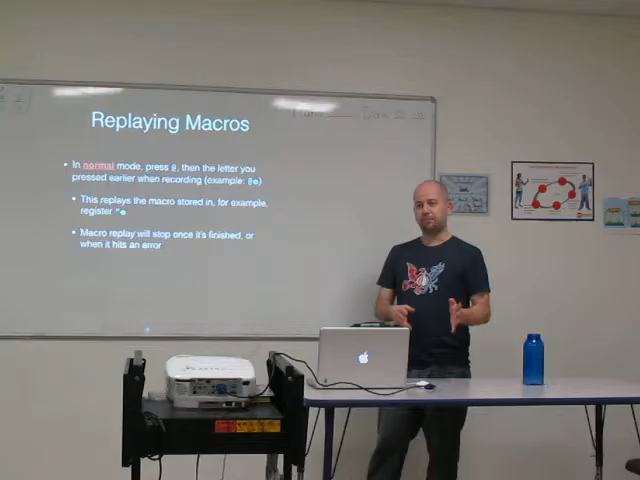 Replaying Macros
• In normal mode, press @, then the letter you
pressed earlier when recording (example: @e)
• This replays the macro stored in, for example,
register "e
• Macro replay will stop once it's finished, or
when it hits an error